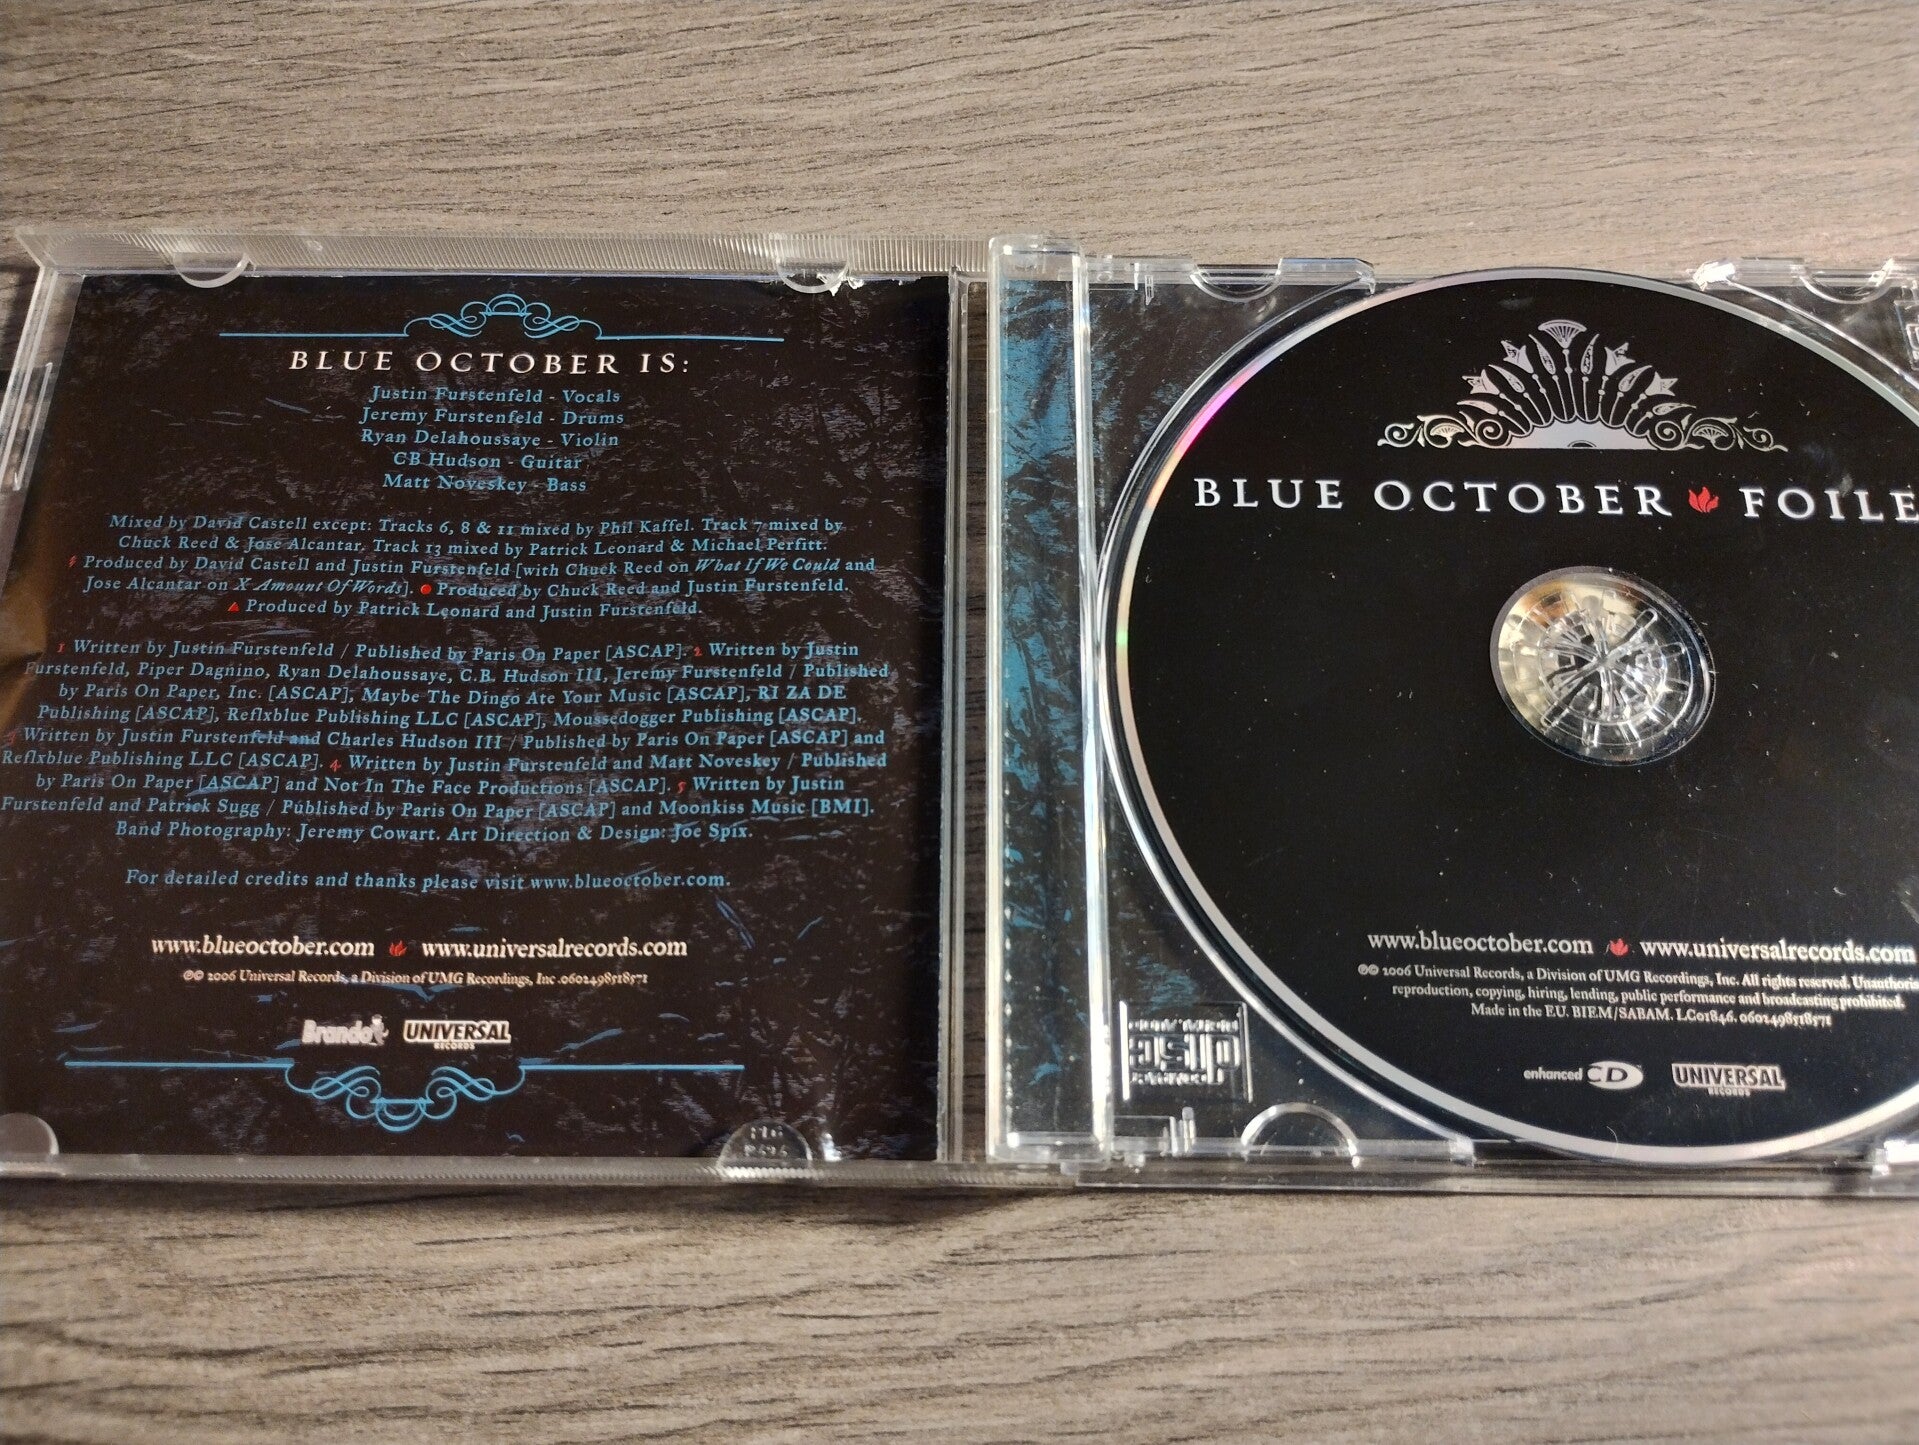 BLUE OCTOBER IS:
Justin Furstenfeld - Vocals
Jeremy Furstenfeld - Drums
Ryan Delahoussaye - Violin
CB Hudson - Guitar
Matt Noveskey - Bass
Mixed by David Castell except: Tracks 6, 8 & 11 mixed by Phil Kaffel. Track 7 mixed by
Chuck Reed & Jose Alcantar. Track 13 mixed by Patrick Leonard & Michael Perfitt.
Produced by David Castell and Justin Furstenfeld [with Chuck Reed on What If We Could and
Jose Alcantar on X-Amount Of Words]. Produced by Chuck Reed and Justin Furstenfeld.
Produced by Patrick Leonard and Justin Furstenfeld.
1 Written by Justin Furstenfeld / Published by Paris On Paper [ASCAP]. 2 Written by Justin
Furstenfeld, Piper Dagnino, Ryan Delahoussaye, C.B. Hudson III, Jeremy Furstenfeld / Published
by Paris On Paper, Inc. [ASCAP], Maybe The Dingo Ate Your Music [ASCAP], RI ZA DE
Publishing [ASCAP], Reflxblue Publishing LLC [ASCAP], Moussedogger Publishing [ASCAP].
3 Written by Justin Furstenfeld and Charles Hudson III / Published by Paris On Paper [ASCAP] and
Reflxblue Publishing LLC [ASCAP]. 4 Written by Justin Furstenfeld and Matt Noveskey / Published
by Paris On Paper [ASCAP] and Not In The Face Productions [ASCAP]. 5 Written by Justin
Furstenfeld and Patrick Sugg / Published by Paris On Paper [ASCAP] and Moonkiss Music [BMI].
Band Photography: Jeremy Cowart. Art Direction & Design: Joe Spix.
For detailed credits and thanks please visit www.blueoctober.com.
www.blueoctober.com www.universalrecords.com
℗© 2006 Universal Records, a Division of UMG Recordings, Inc. 0602498518571
Brando UNIVERSAL
RECORDS
BLUE OCTOBER FOILE
www.blueoctober.com www.universalrecords.com
℗© 2006 Universal Records, a Division of UMG Recordings, Inc. All rights reserved. Unauthoris
reproduction, copying, hiring, lending, public performance and broadcasting prohibited.
Made in the EU. BIEM/SABAM. LC01846. 0602498518571
enhanced CD UNIVERSAL
RECORDS